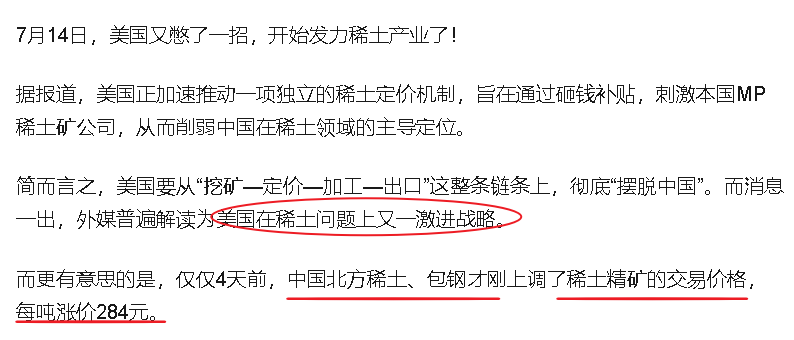 7月14日，美国又憋了一招，开始发力稀土产业了！
据报道，美国正加速推动一项独立的稀土定价机制，旨在通过砸钱补贴，刺激本国MP
稀土矿公司，从而削弱中国在稀土领域的主导定位。
简而言之，美国要从“挖矿—定价—加工—出口”这整条链条上，彻底“摆脱中国”。而消息
一出，外媒普遍解读为美国在稀土问题上又一激进战略。
而更有意思的是，仅仅4天前，中国北方稀土、包钢才刚上调了稀土精矿的交易价格，
每吨涨价284元。